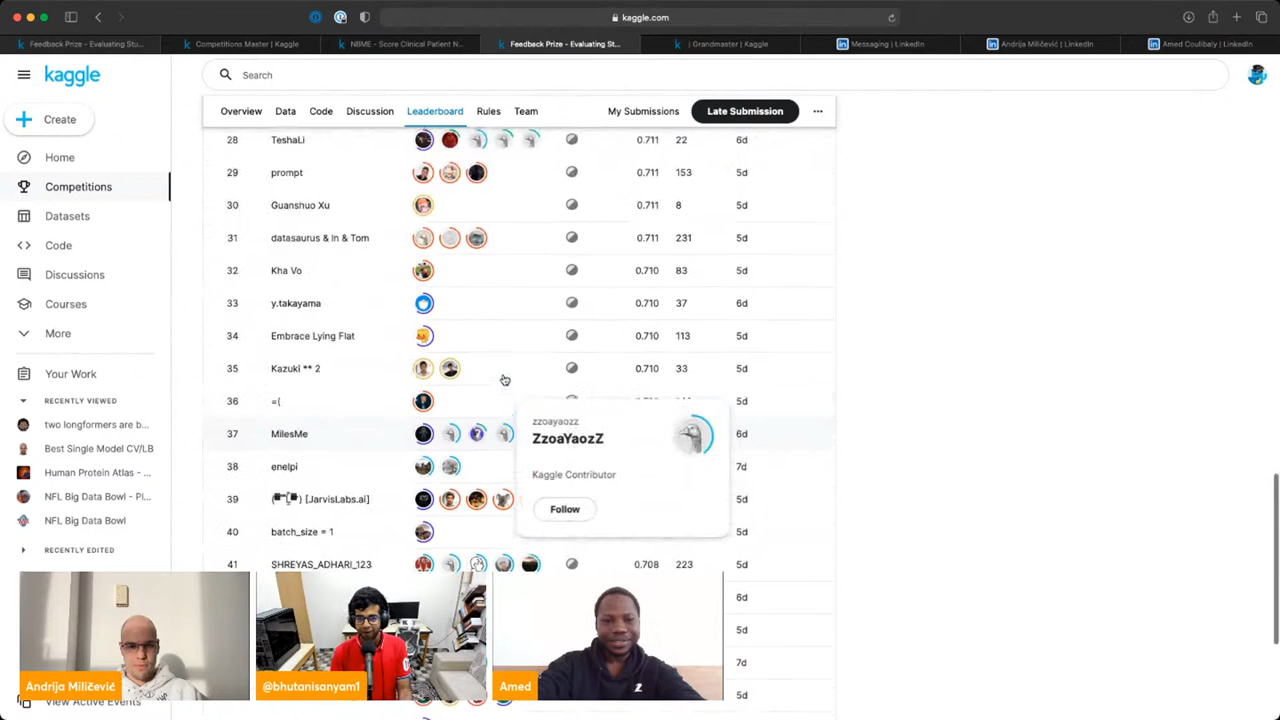 kaggle.com
Feedback Prize - Evaluating Stu...
Competitions Master | Kaggle
NBME - Score Clinical Patient N...
Feedback Prize - Evaluating St...
| Grandmaster | Kaggle
Messaging | LinkedIn
Andrija Miličević | LinkedIn
Amed Coulibaly | LinkedIn
kaggle
Search
Create
Home
Competitions
Datasets
Code
Discussions
Courses
More
Your Work
RECENTLY VIEWED
two longformers are b...
Best Single Model CV/LB
Human Protein Atlas - ...
NFL Big Data Bowl - Pl...
NFL Big Data Bowl
RECENTLY EDITED
View Active Events
Overview Data Code Discussion Leaderboard Rules Team My Submissions Late Submission ...
28 TeshaLi 0.711 22 6d
29 prompt 0.711 153 5d
30 Guanshuo Xu 0.711 8 5d
31 datasaurus & In & Tom 0.711 231 5d
32 Kha Vo 0.710 83 5d
33 y.takayama 0.710 37 6d
34 Embrace Lying Flat 0.710 113 5d
35 Kazuki ** 2 0.710 33 5d
36 =( 5d
37 MilesMe 6d
38 enelpi 7d
39 [JarvisLabs.ai] 5d
40 batch_size = 1 5d
41 SHREYAS_ADHARI_123 0.708 223 5d
6d
5d
7d
5d
zzoayaozz
ZzoaYaozZ
Kaggle Contributor
Follow
Andrija Miličević
@bhutanisanyam1
Amed